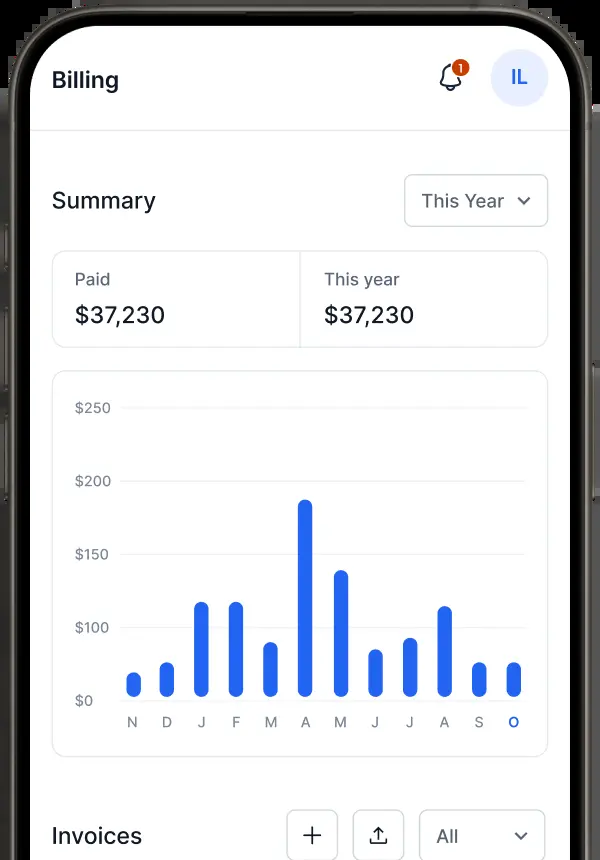 Billing
1
IL
Summary
This Year
Paid
This year
$37,230
$37,230
$250
$200
$150
$100
$0
N D J F M A M J J A S O
Invoices
All